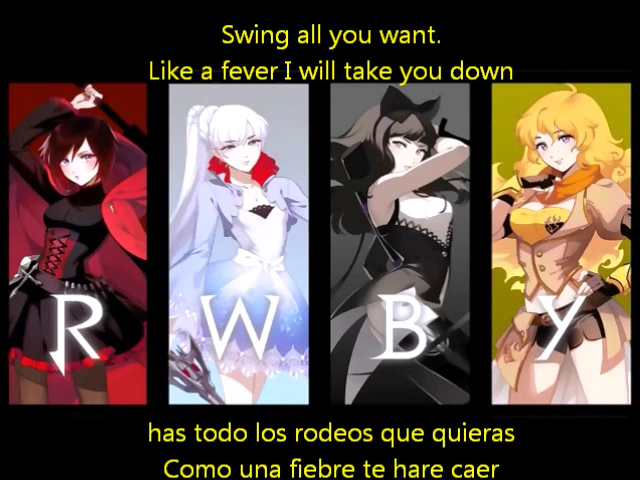 Swing all you want.
Like a fever I will take you down
R W B Y
has todo los rodeos que quieras
Como una fiebre te hare caer